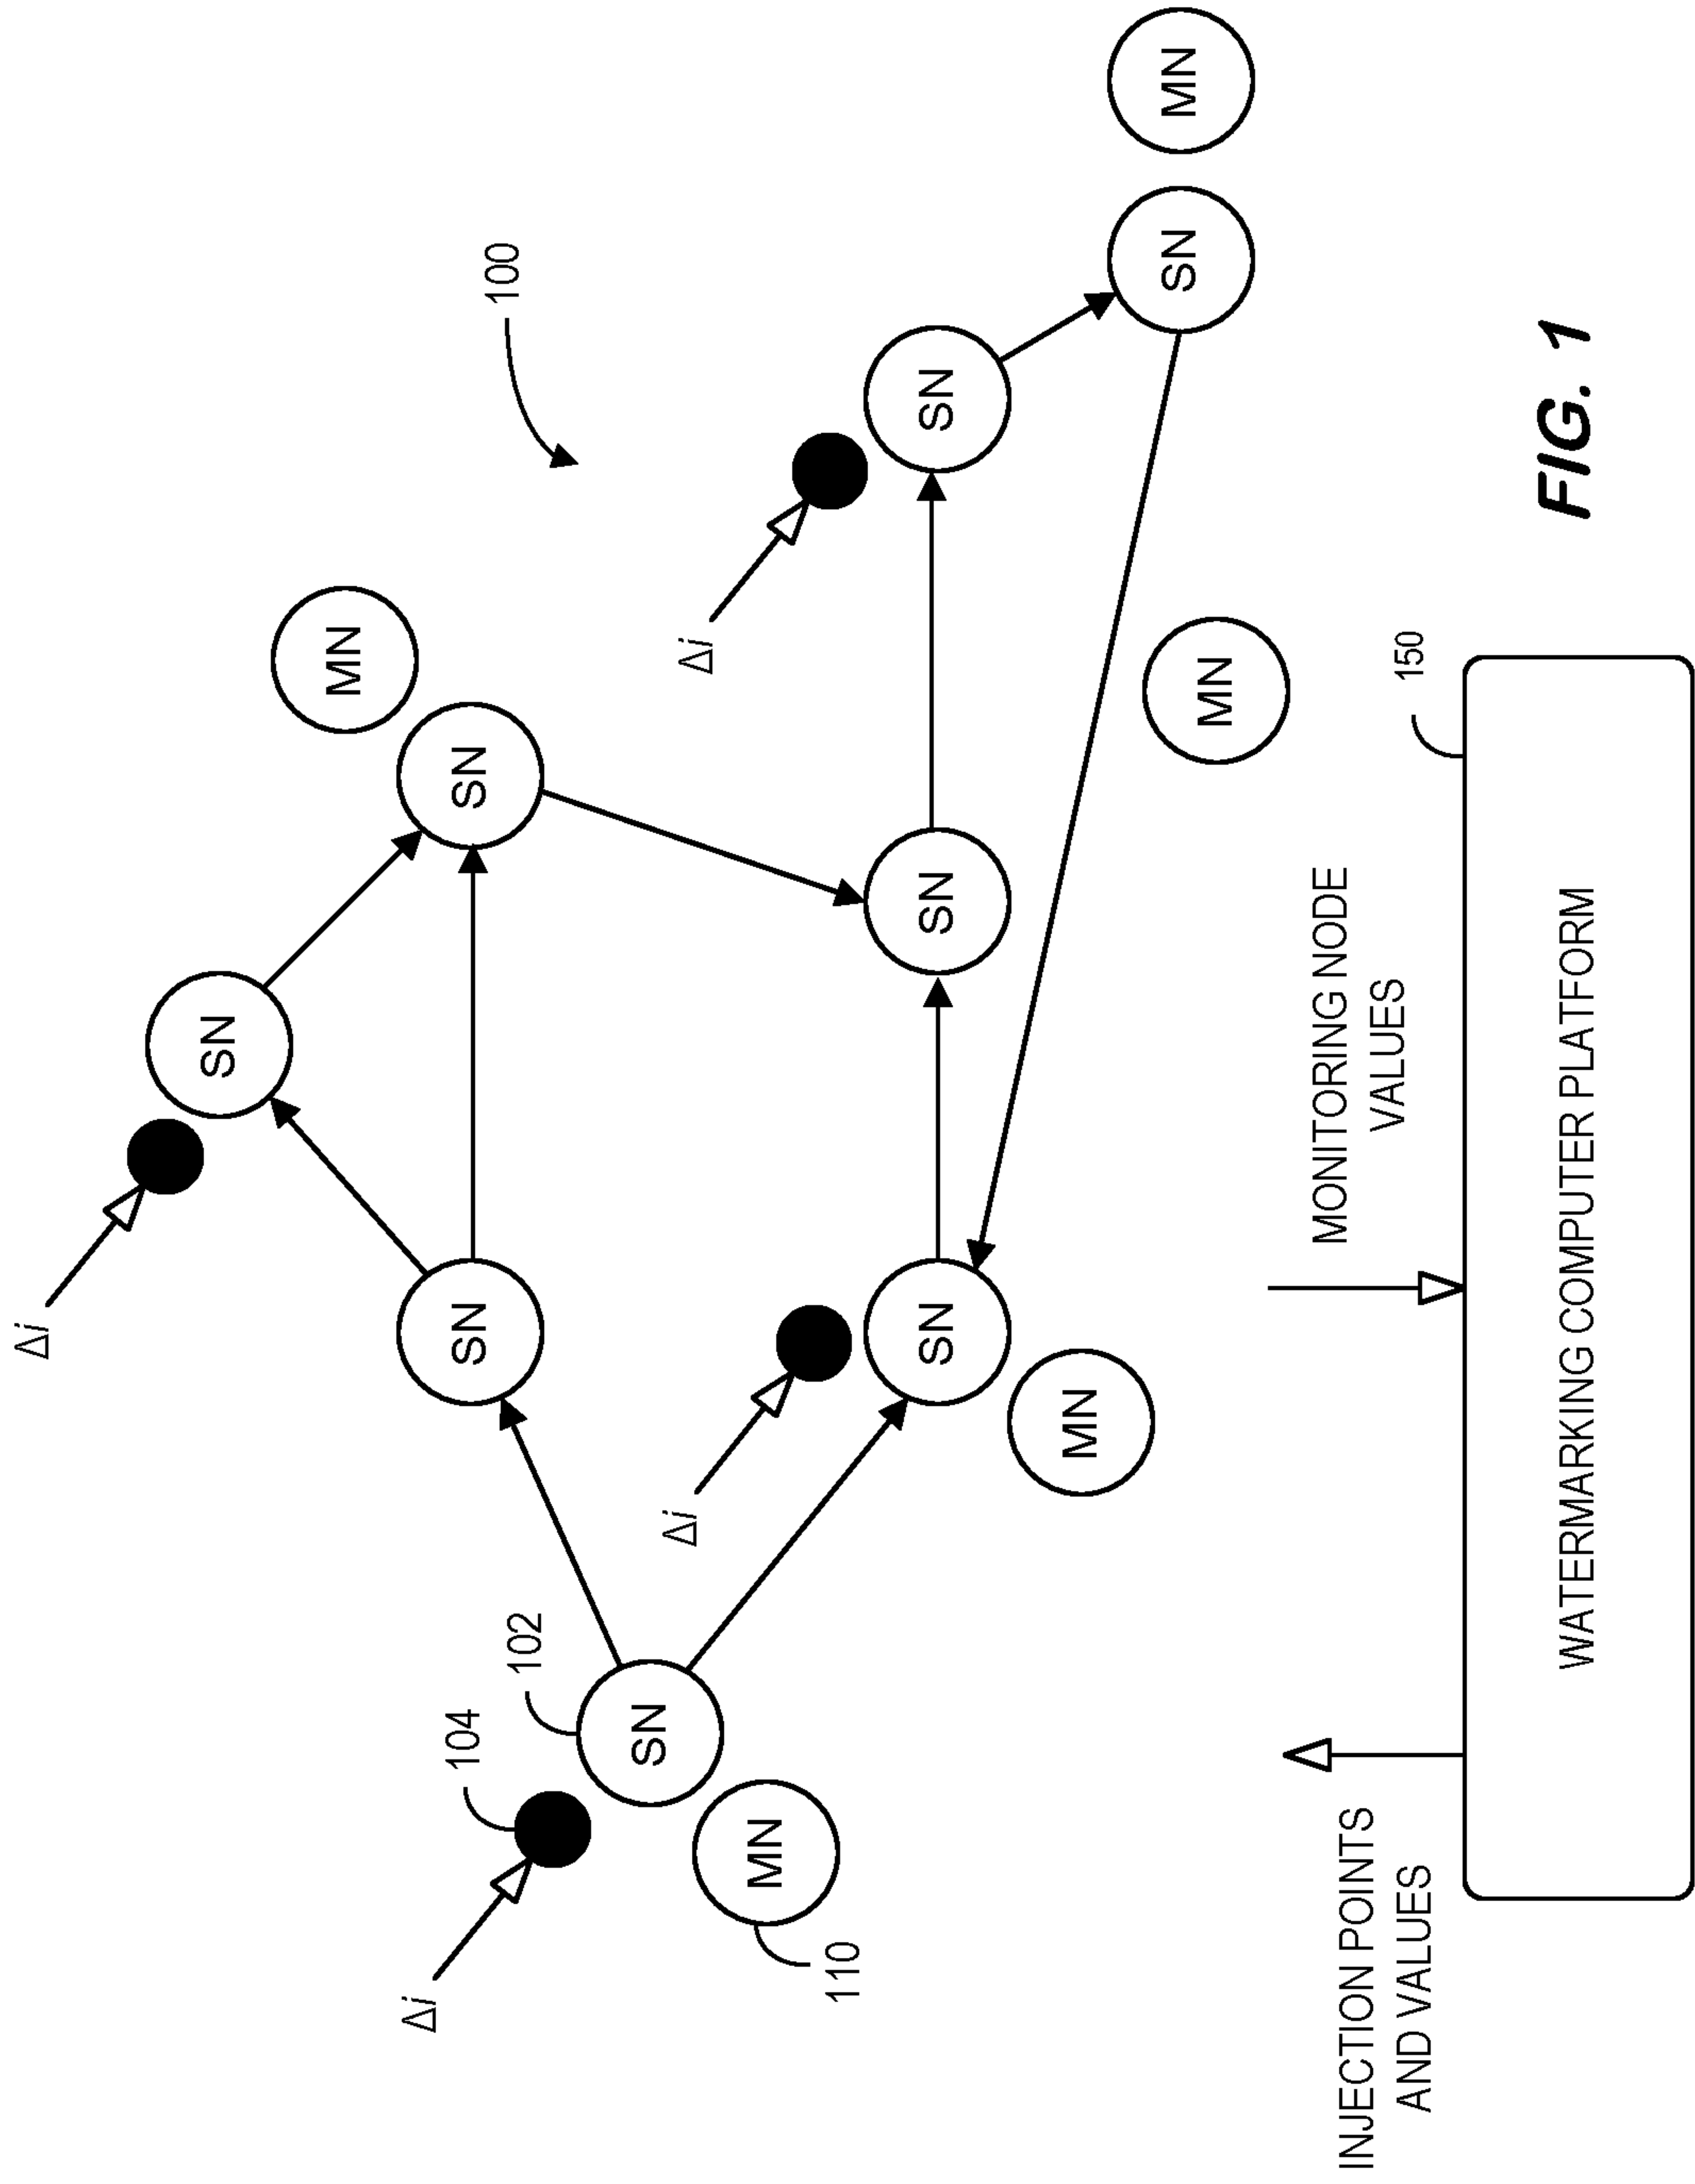 Δi
SN
MN
Δi
104
SN
SN
100
102
SN
Δi
Δi
MN
110
SN
SN
SN
MN
SN
MN
MN
INJECTION POINTS
AND VALUES
MONITORING NODE
VALUES
150
WATERMARKING COMPUTER PLATFORM
FIG. 1